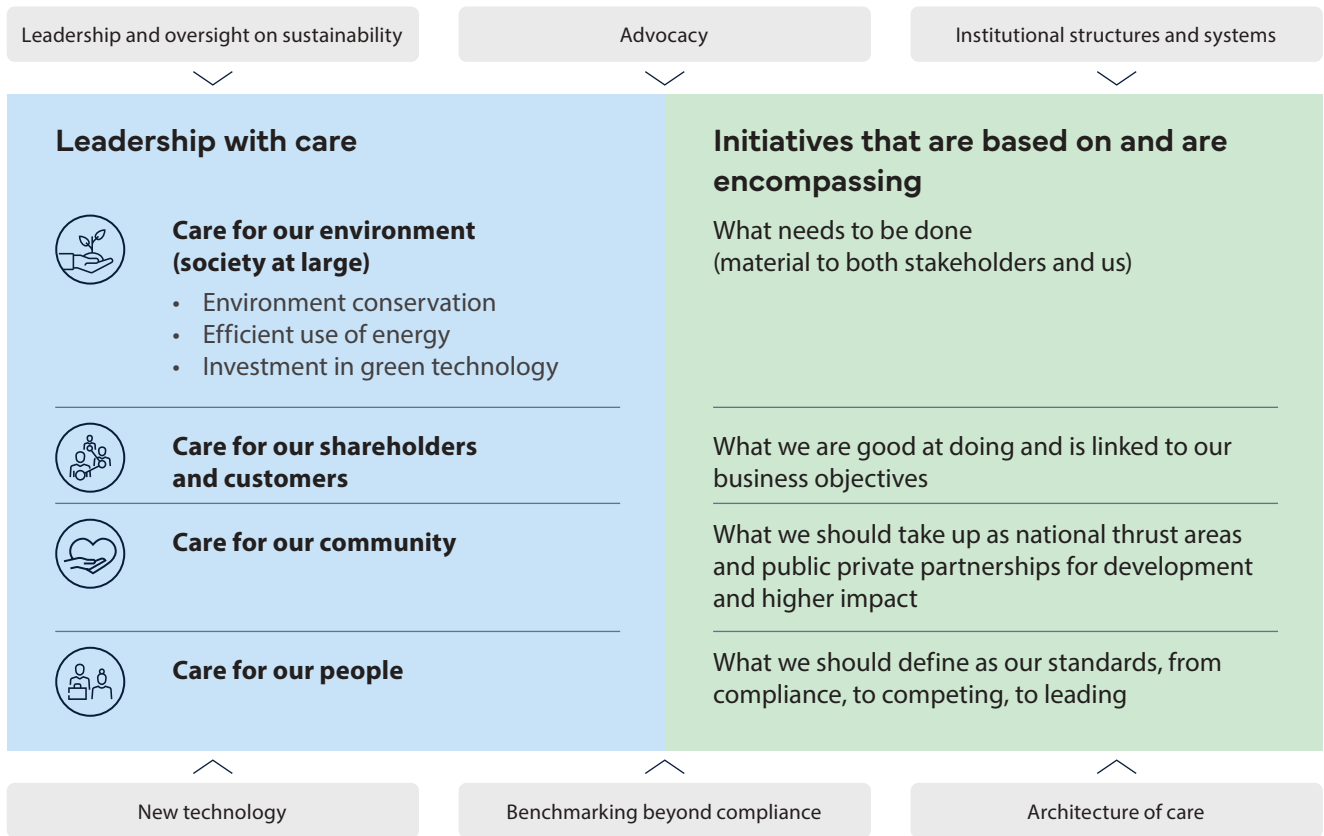 Leadership and oversight on sustainability
Advocacy
Institutional structures and systems
Leadership with care
Initiatives that are based on and are
encompassing
Care for our environment
(society at large)
• Environment conservation
• Efficient use of energy
• Investment in green technology
What needs to be done
(material to both stakeholders and us)
Care for our shareholders
and customers
What we are good at doing and is linked to our
business objectives
Care for our community
What we should take up as national thrust areas
and public private partnerships for development
and higher impact
Care for our people
What we should define as our standards, from
compliance, to competing, to leading
New technology
Benchmarking beyond compliance
Architecture of care